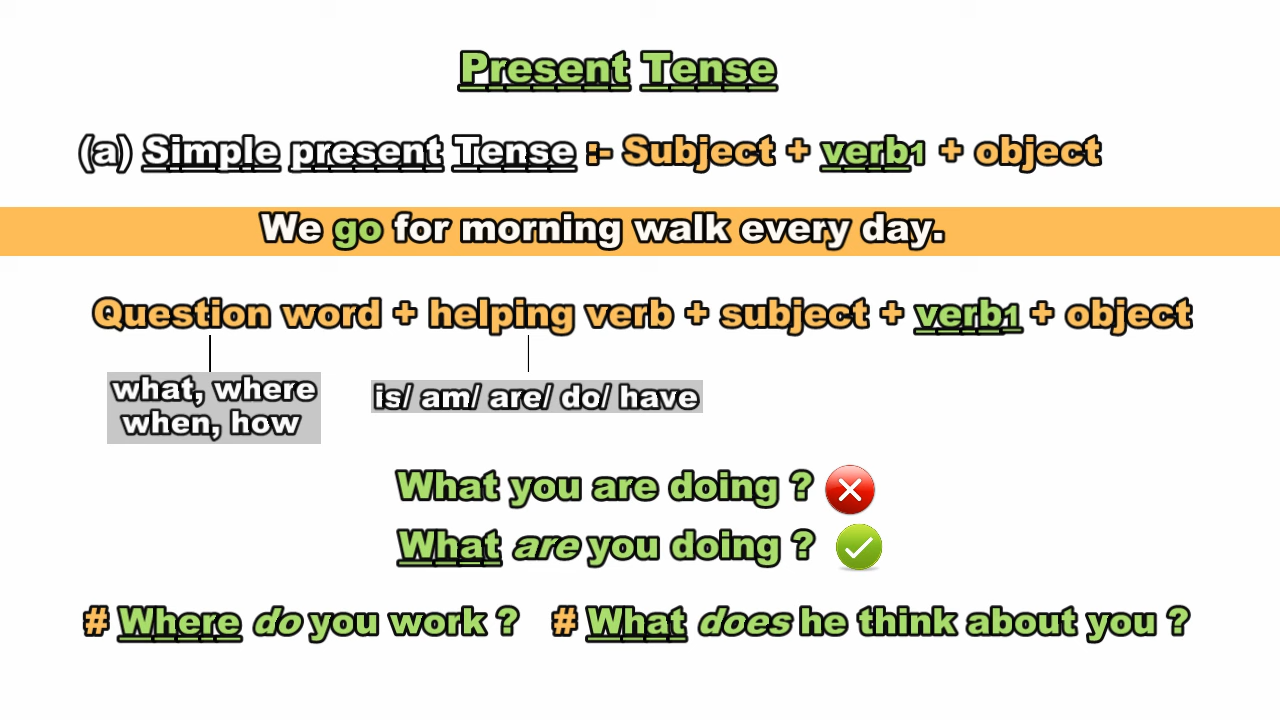 Present Tense
(a) Simple present Tense :- Subject + verb1 + object
We go for morning walk every day.
Question word + helping verb + subject + verb1 + object
what, where
when, how
is/ am/ are/ do/ have
What you are doing ?
What are you doing ?
# Where do you work ? # What does he think about you ?